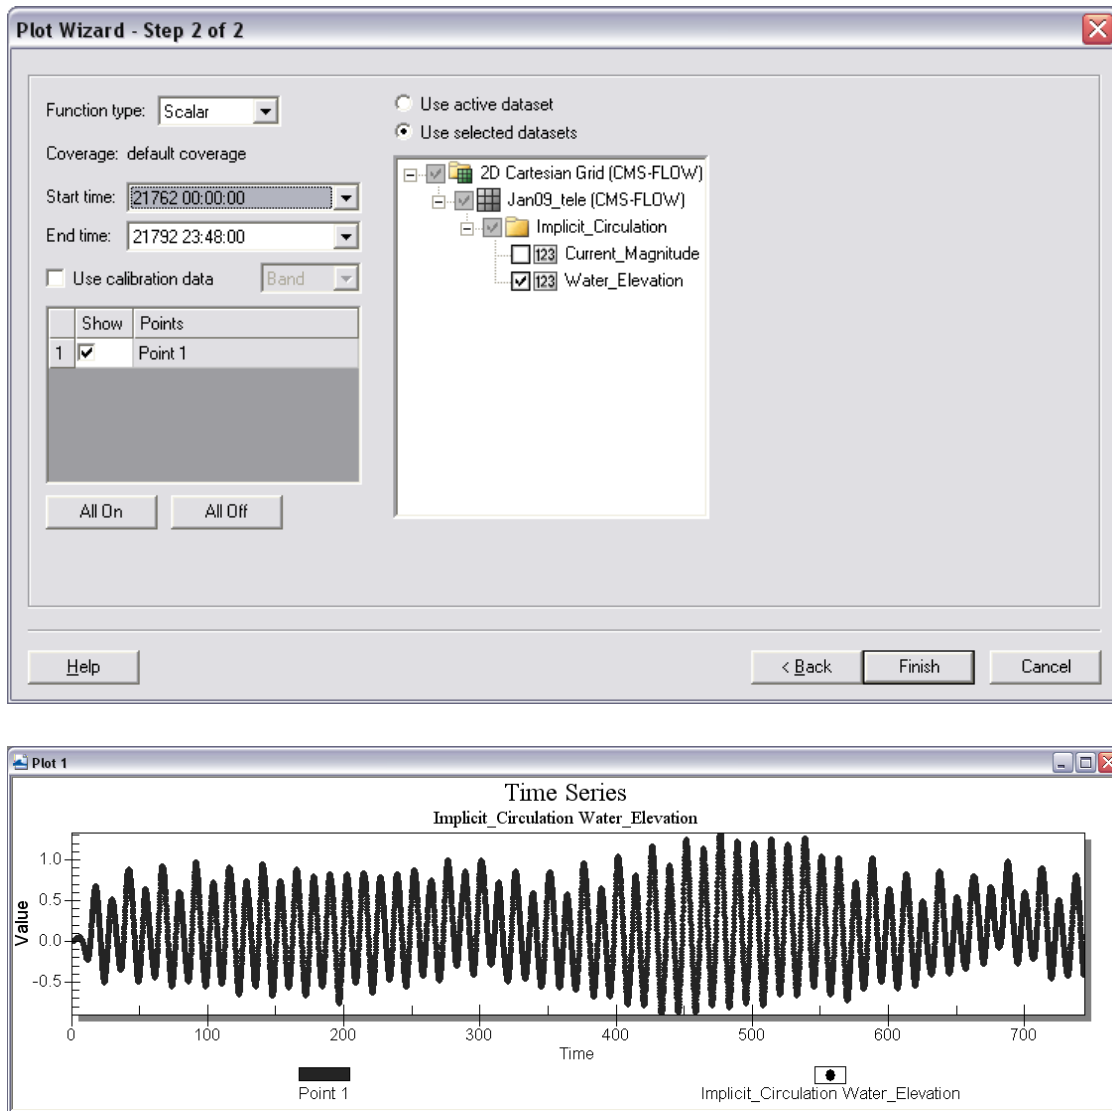 Plot Wizard - Step 2 of 2
Function type: Scalar
Coverage: default coverage
Start time: 21762 00:00:00
End time: 21792 23:48:00
Use calibration data Band
Show Points
1 Point 1
All On All Off
Use active dataset
Use selected datasets
2D Cartesian Grid (CMS-FLOW)
Jan09_tele (CMS-FLOW)
Implicit_Circulation
123 Current_Magnitude
123 Water_Elevation
Help < Back Finish Cancel
Plot 1
Time Series
Implicit_Circulation Water_Elevation
Value
1.0
0.5
0.0
-0.5
0 100 200 300 400 500 600 700
Time
Point 1 Implicit_Circulation Water_Elevation